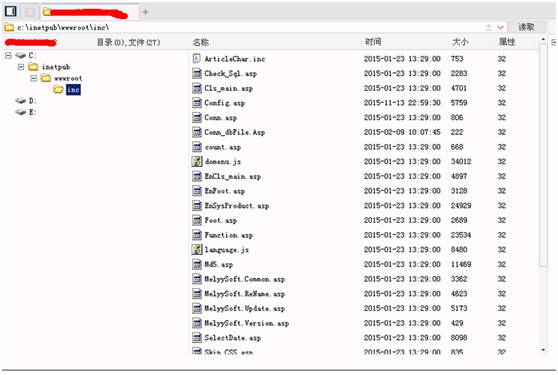 c:\inetpub\wwwroot\inc\ 读取
目录(0),文件(27) 名称 时间 大小 属性
C:
inetpub
wwwroot
inc
D:
E:
ArticleChar.inc 2015-01-23 13:29:00 753 32
Check_Sql.asp 2015-01-23 13:29:00 2283 32
Cls_main.asp 2015-01-23 13:29:00 4701 32
Config.asp 2015-11-13 22:59:30 5759 32
Conn.asp 2015-01-23 13:29:00 806 32
Conn_dbFile.Asp 2015-02-09 10:07:45 222 32
count.asp 2015-01-23 13:29:00 668 32
domenu.js 2015-01-23 13:29:00 34012 32
EnCls_main.asp 2015-01-23 13:29:00 4897 32
EnFoot.asp 2015-01-23 13:29:00 3128 32
EnSysProduct.asp 2015-01-23 13:29:00 24929 32
Foot.asp 2015-01-23 13:29:00 2689 32
Function.asp 2015-01-23 13:29:00 23534 32
language.js 2015-01-23 13:29:00 8480 32
Md5.asp 2015-01-23 13:29:00 11469 32
MelyySoft.Common.asp 2015-01-23 13:29:00 3362 32
MelyySoft.ReName.asp 2015-01-23 13:29:00 4623 32
MelyySoft.Update.asp 2015-01-23 13:29:00 5173 32
MelyySoft.Version.asp 2015-01-23 13:29:00 429 32
SelectDate.asp 2015-01-23 13:29:00 8098 32
Skin_CSS.asp 2015-01-23 13:29:00 835 32